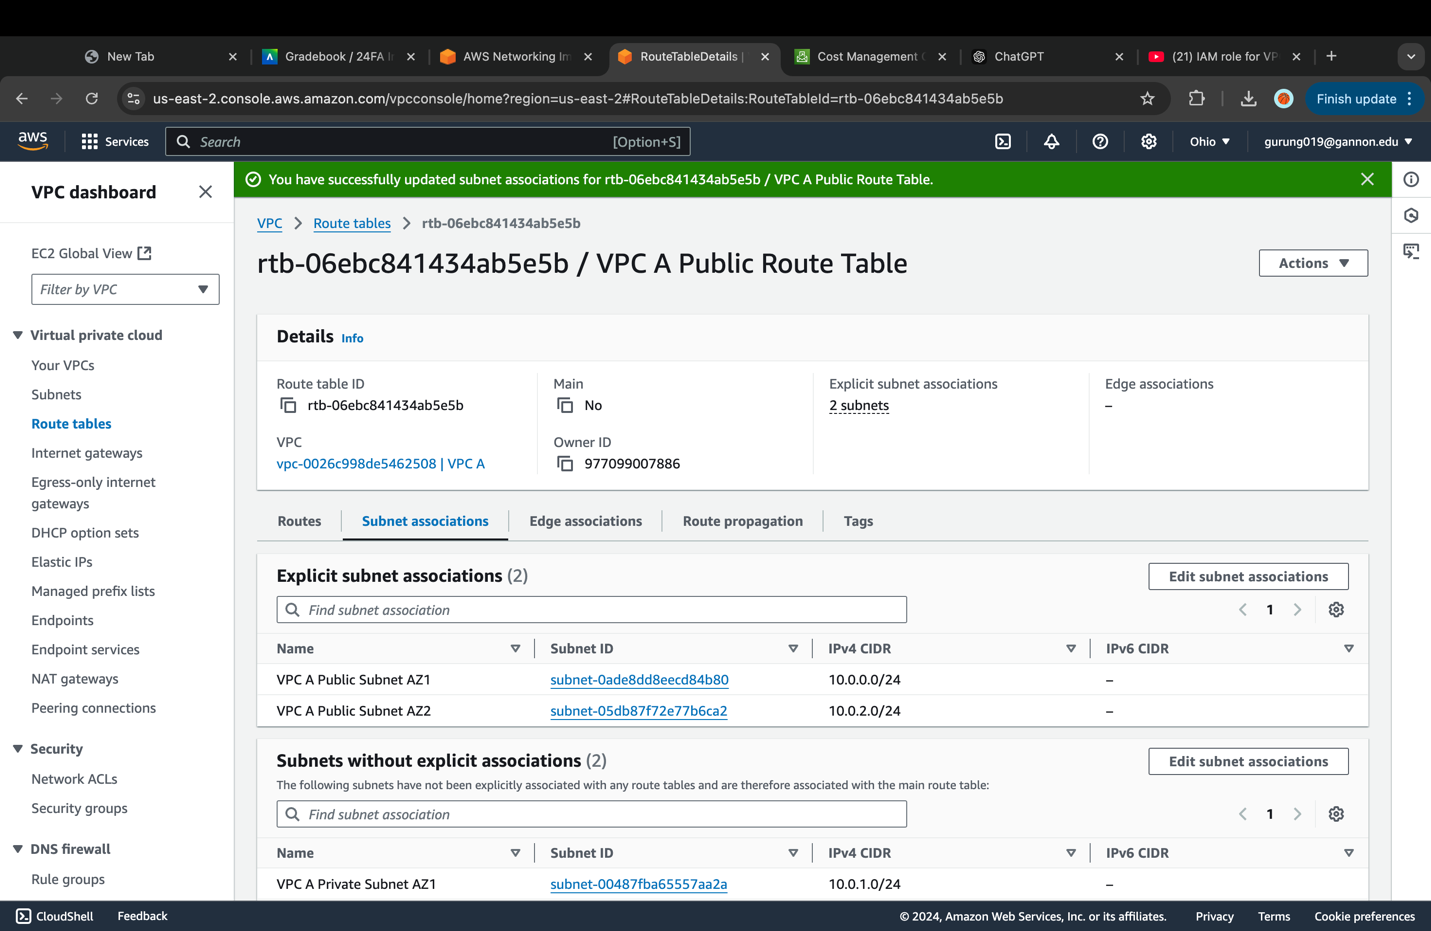 New Tab
Gradebook / 24FA I
AWS Networking Im
RouteTableDetails |
Cost Management
ChatGPT
(21) IAM role for VP
us-east-2.console.aws.amazon.com/vpcconsole/home?region=us-east-2#RouteTableDetails:RouteTableId=rtb-06ebc841434ab5e5b
Finish update
aws
Services
Search
[Option+S]
Ohio
gurung019@gannon.edu
VPC dashboard
EC2 Global View
Filter by VPC
Virtual private cloud
Your VPCs
Subnets
Route tables
Internet gateways
Egress-only internet
gateways
DHCP option sets
Elastic IPs
Managed prefix lists
Endpoints
Endpoint services
NAT gateways
Peering connections
Security
Network ACLs
Security groups
DNS firewall
Rule groups
You have successfully updated subnet associations for rtb-06ebc841434ab5e5b / VPC A Public Route Table.
VPC
Route tables
rtb-06ebc841434ab5e5b
rtb-06ebc841434ab5e5b / VPC A Public Route Table
Actions
Details Info
Route table ID
rtb-06ebc841434ab5e5b
Main
No
Explicit subnet associations
2 subnets
Edge associations
–
VPC
vpc-0026c998de5462508 | VPC A
Owner ID
977099007886
Routes
Subnet associations
Edge associations
Route propagation
Tags
Explicit subnet associations (2)
Edit subnet associations
Find subnet association
1
Name Subnet ID IPv4 CIDR IPv6 CIDR
VPC A Public Subnet AZ1 subnet-0ade8dd8eecd84b80 10.0.0.0/24 –
VPC A Public Subnet AZ2 subnet-05db87f72e77b6ca2 10.0.2.0/24 –
Subnets without explicit associations (2)
Edit subnet associations
The following subnets have not been explicitly associated with any route tables and are therefore associated with the main route table:
Find subnet association
1
Name Subnet ID IPv4 CIDR IPv6 CIDR
VPC A Private Subnet AZ1 subnet-00487fba65557aa2a 10.0.1.0/24 –
CloudShell
Feedback
© 2024, Amazon Web Services, Inc. or its affiliates.
Privacy
Terms
Cookie preferences